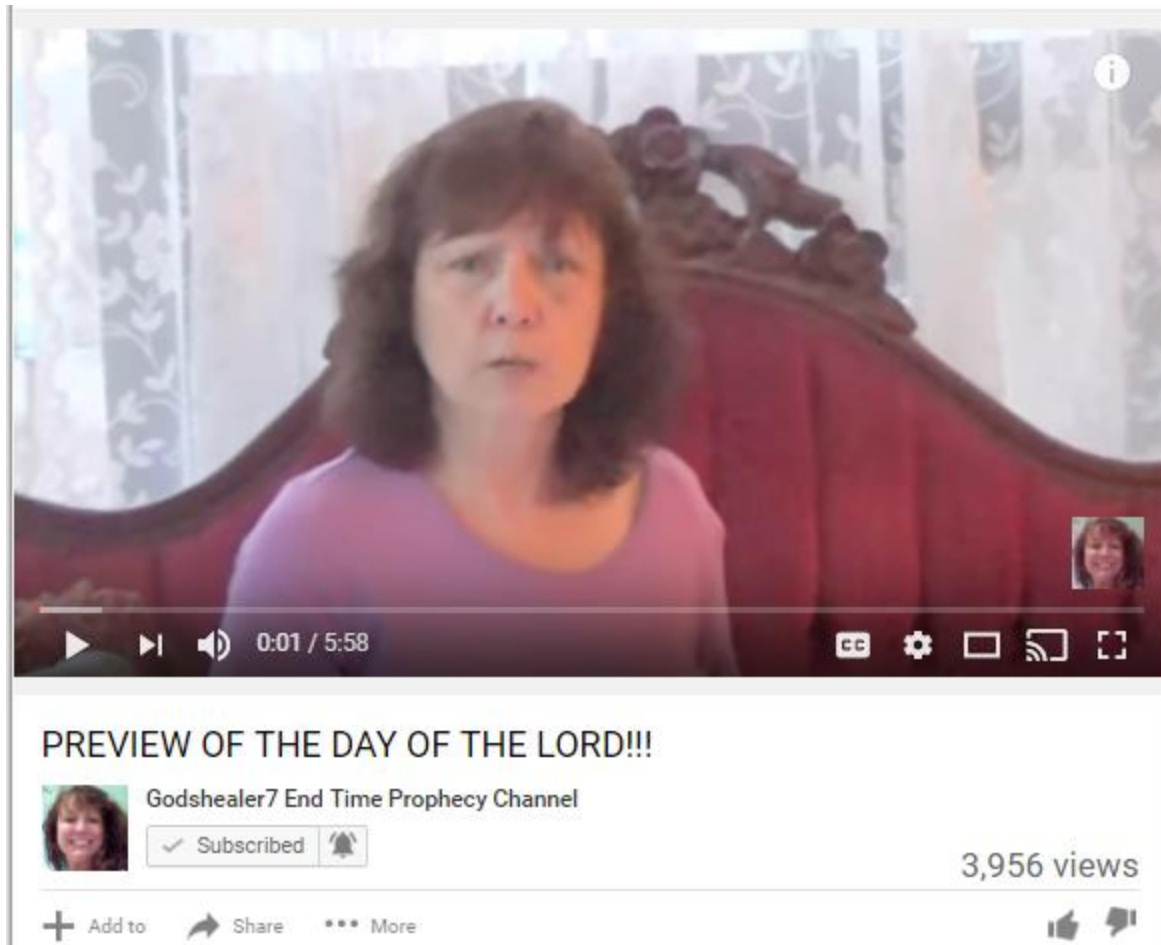 i
0:01 / 5:58
CC
PREVIEW OF THE DAY OF THE LORD!!!
Godshealer7 End Time Prophecy Channel
Subscribed
3,956 views
Add to
Share
More